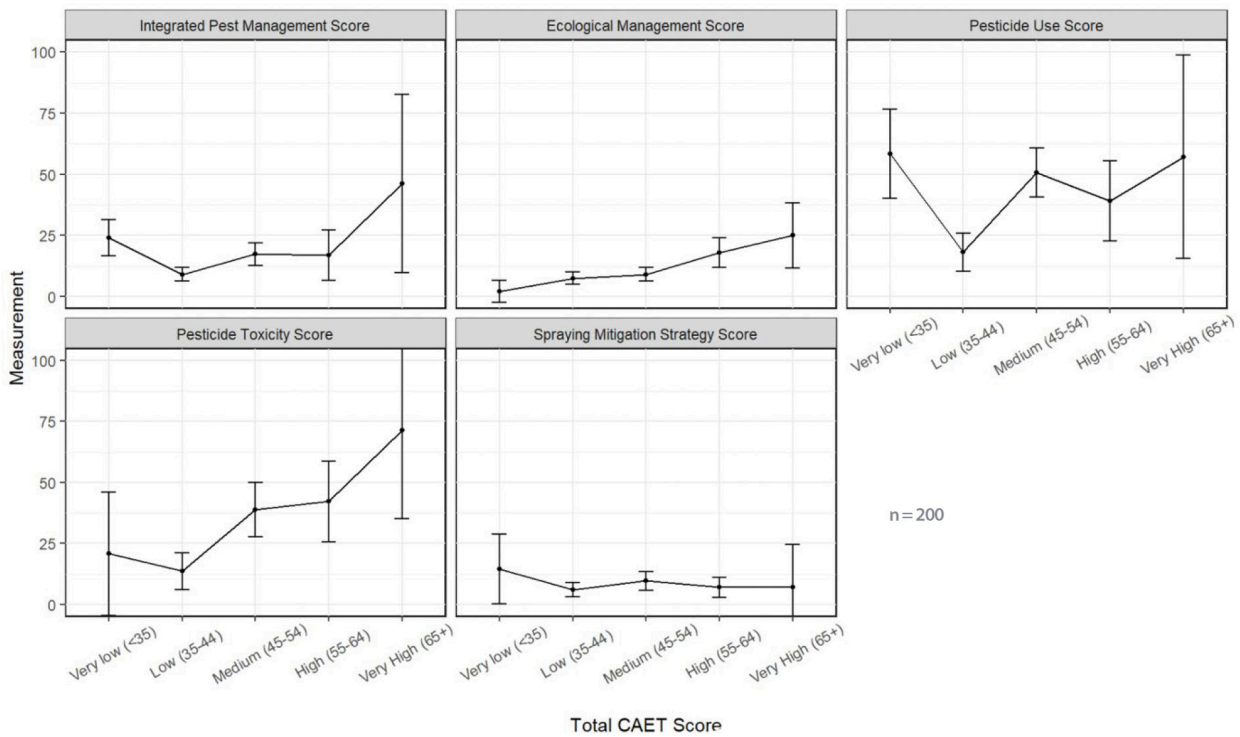 Integrated Pest Management Score
Ecological Management Score
Pesticide Use Score
100
75
50
25
0
Very low (<35)
Low (35-44)
Medium (45-54)
High (55-64)
Very High (65+)
Measurement
Pesticide Toxicity Score
Spraying Mitigation Strategy Score
100
75
50
25
0
n=200
Very low (<35)
Low (35-44)
Medium (45-54)
High (55-64)
Very High (65+)
Very low (<35)
Low (35-44)
Medium (45-54)
High (55-64)
Very High (65+)
Total CAET Score